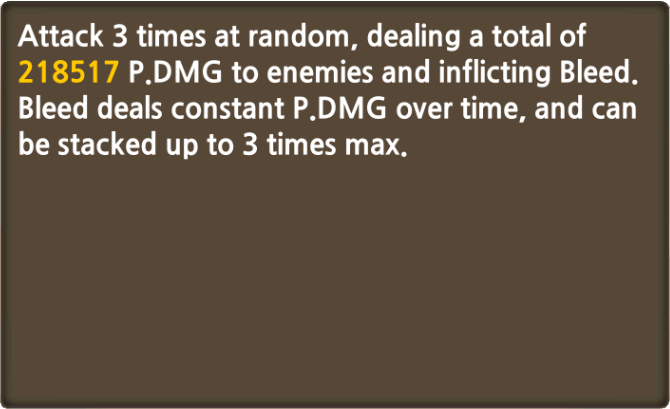 Attack 3 times at random, dealing a total of
218517 P.DMG to enemies and inflicting Bleed.
Bleed deals constant P.DMG over time, and can
be stacked up to 3 times max.